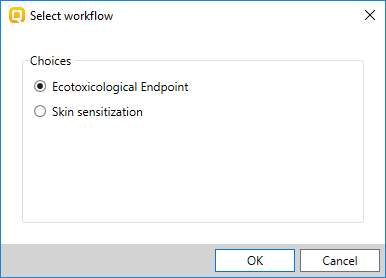 Select workflow
Choices
Ecotoxicological Endpoint
Skin sensitization
OK
Cancel